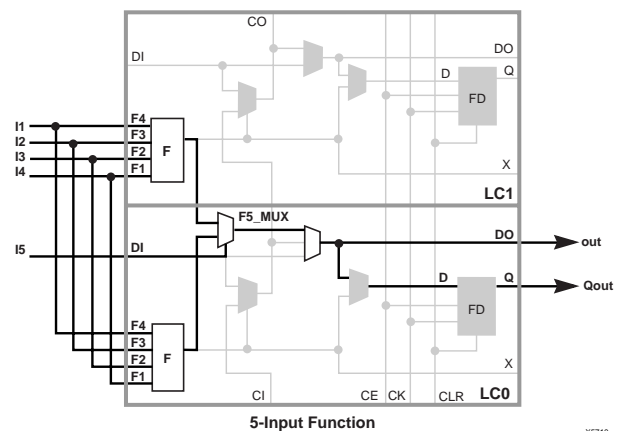 CO
DI
DO
D
Q
FD
I1
F4
I2
F3
F
I3
F2
I4
F1
X
LC1
F5_MUX
I5
DI
DO
out
D
Q
Qout
FD
F4
F3
F
F2
F1
X
CI
CE
CK
CLR
LC0
5-Input Function